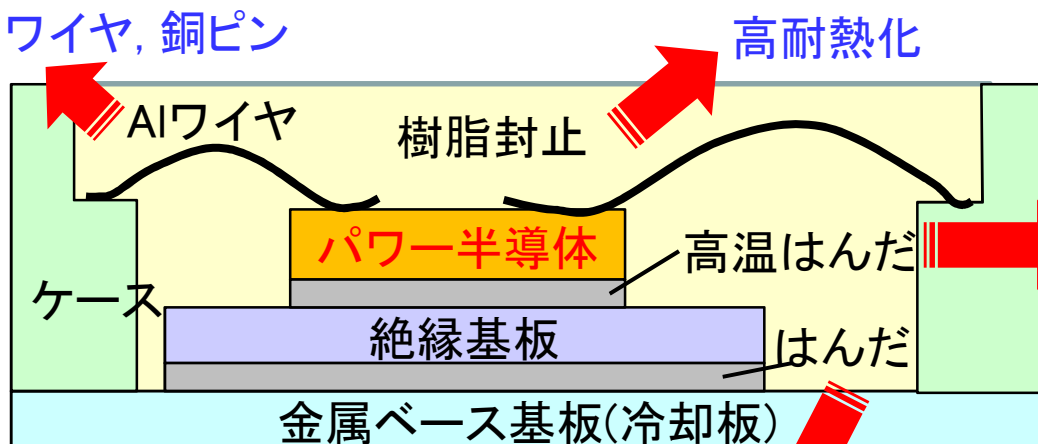 ワイヤ, 銅ピン
高耐熱化
Alワイヤ
樹脂封止
パワー半導体
高温はんだ
ケース
絶縁基板
はんだ
金属ベース基板(冷却板)